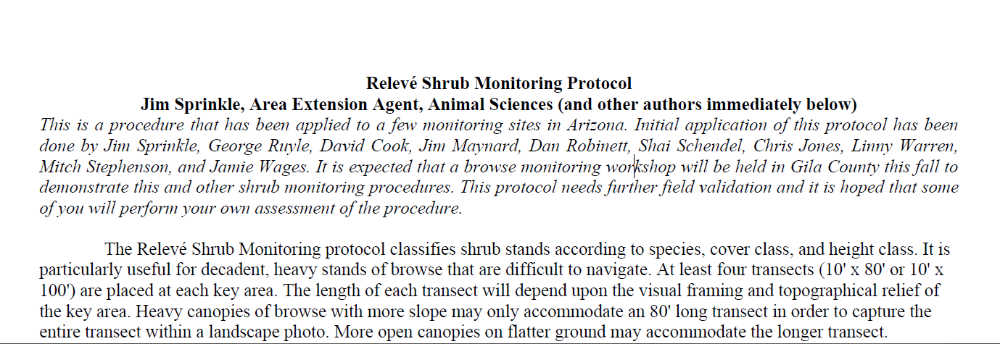 Relevé Shrub Monitoring Protocol
Jim Sprinkle, Area Extension Agent, Animal Sciences (and other authors immediately below)
This is a procedure that has been applied to a few monitoring sites in Arizona. Initial application of this protocol has been
done by Jim Sprinkle, George Ruyle, David Cook, Jim Maynard, Dan Robinett, Shai Schendel, Chris Jones, Linny Warren,
Mitch Stephenson, and Jamie Wages. It is expected that a browse monitoring workshop will be held in Gila County this fall to
demonstrate this and other shrub monitoring procedures. This protocol needs further field validation and it is hoped that some
of you will perform your own assessment of the procedure.
The Relevé Shrub Monitoring protocol classifies shrub stands according to species, cover class, and height class. It is
particularly useful for decadent, heavy stands of browse that are difficult to navigate. At least four transects (10' x 80' or 10' x
100') are placed at each key area. The length of each transect will depend upon the visual framing and topographical relief of
the key area. Heavy canopies of browse with more slope may only accommodate an 80' long transect in order to capture the
entire transect within a landscape photo. More open canopies on flatter ground may accommodate the longer transect.